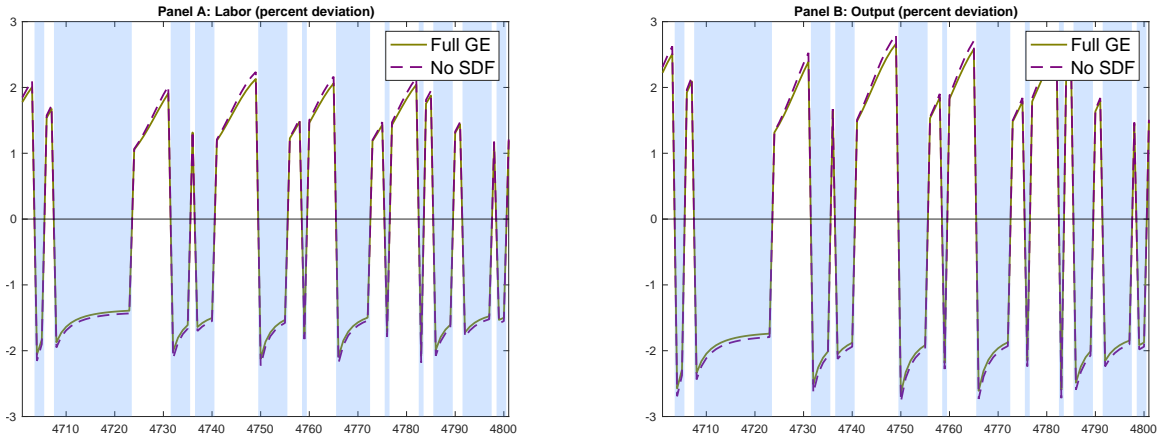 Panel A: Labor (percent deviation)
3
2
1
0
-1
-2
-3
4710 4720 4730 4740 4750 4760 4770 4780 4790 4800
Full GE
No SDF
Panel B: Output (percent deviation)
3
2
1
0
-1
-2
-3
4710 4720 4730 4740 4750 4760 4770 4780 4790 4800
Full GE
No SDF